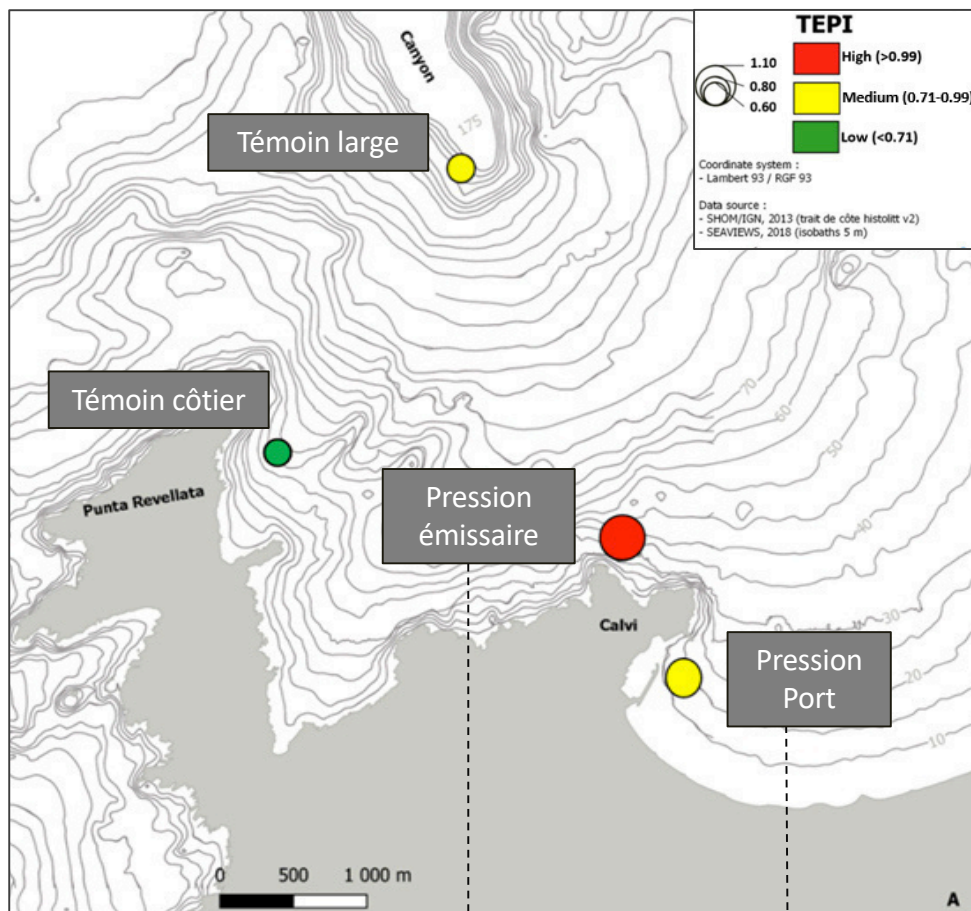 TEPI
1.10
0.80
0.60
High (>0.99)
Medium (0.71-0.99)
Low (<0.71)
Coordinate system :
- Lambert 93 / RGF 93
Data source :
- SHOM/IGN, 2013 (trait de côte histolitt v2)
- SEAVIEWS, 2018 (isobaths 5 m)
Canyon
175
Témoin large
Témoin côtier
Punta Revellata
Pression
émissaire
70
60
50
40
30
20
10
Calvi
Pression
Port
0 500 1 000 m
A